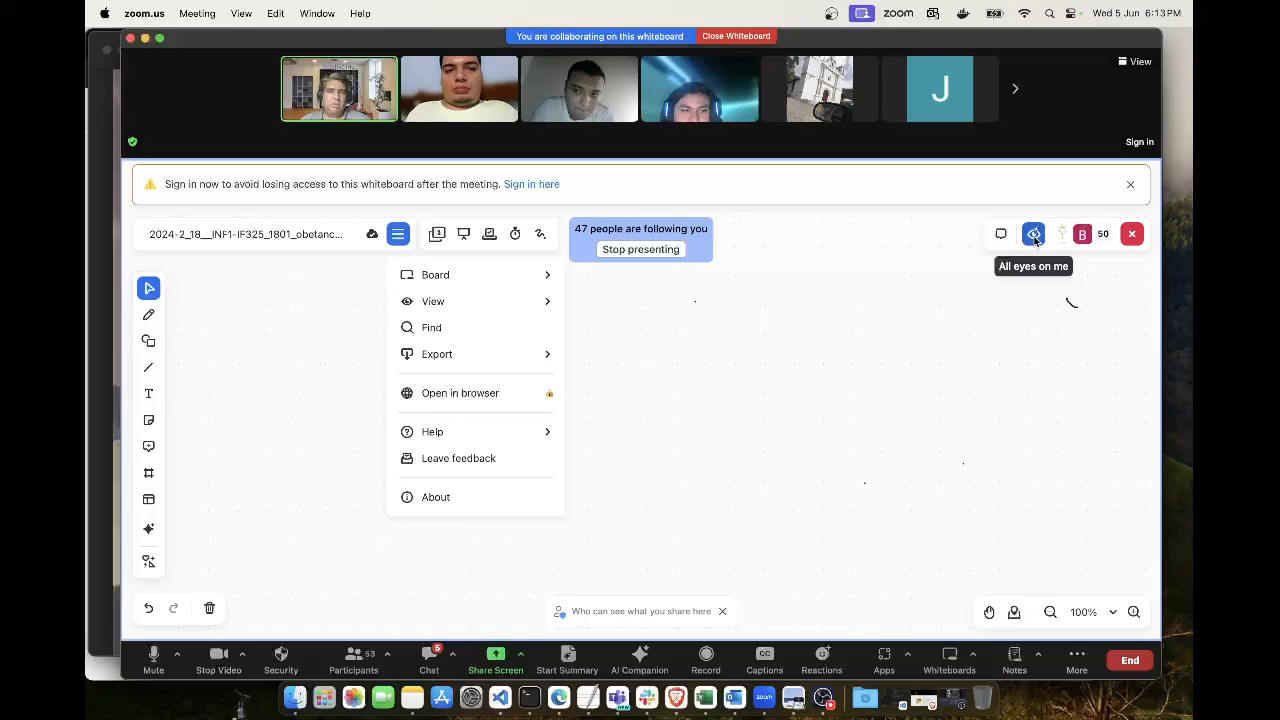 zoom.us Meeting View Edit Window Help zoom Wed 5 Jun 6:13 PM
You are collaborating on this whiteboard Close Whiteboard
View
J
Sign in
Sign in now to avoid losing access to this whiteboard after the meeting. Sign in here
2024-2_18__INF1-IF325_1801_obetanc...
1
47 people are following you
Stop presenting
B 50
All eyes on me
Board
View
Find
Export
Open in browser
Help
Leave feedback
About
T
Who can see what you share here
100%
Mute Stop Video Security Participants 53 Chat 5 Share Screen Start Summary AI Companion Record CC Captions Reactions Apps Whiteboards Notes More End
NEW
zoom